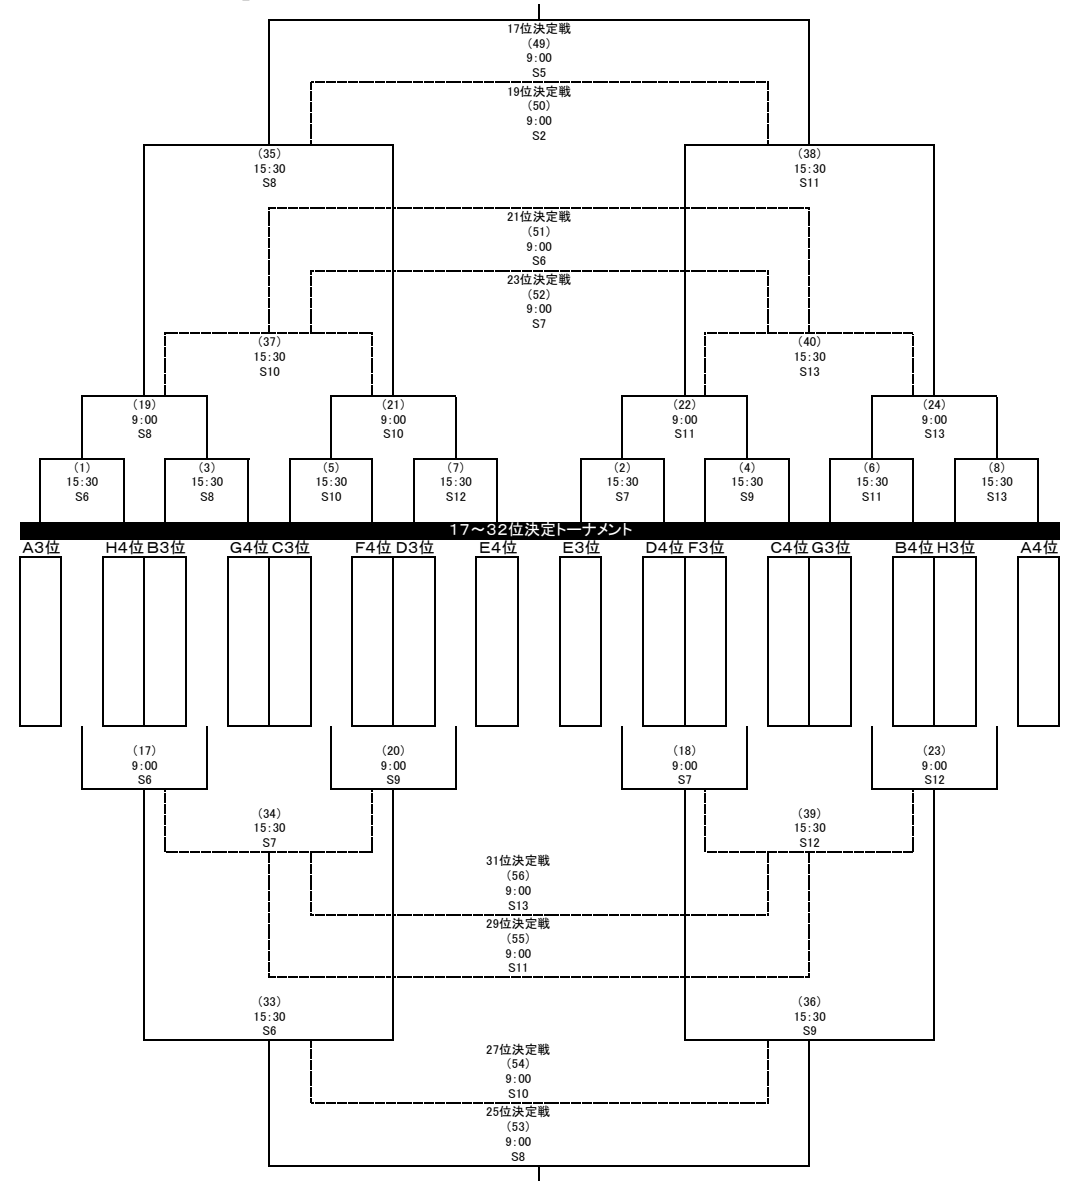 17位決定戦
(49)
9:00
S5
19位決定戦
(50)
9:00
S2
(35) (38)
15:30 15:30
S8 S11
21位決定戦
(51)
9:00
S6
23位決定戦
(52)
9:00
S7
(37) (40)
15:30 15:30
S10 S13
(19) (21) (22) (24)
9:00 9:00 9:00 9:00
S8 S10 S11 S13
(1) (3) (5) (7) (2) (4) (6) (8)
15:30 15:30 15:30 15:30 15:30 15:30 15:30 15:30
S6 S8 S10 S12 S7 S9 S11 S13
17~32位決定トーナメント
A3位 H4位 B3位 G4位 C3位 F4位 D3位 E4位 E3位 D4位 F3位 C4位 G3位 B4位 H3位 A4位
(17) (20) (18) (23)
9:00 9:00 9:00 9:00
S6 S9 S7 S12
(34) (39)
15:30 15:30
S7 S12
31位決定戦
(56)
9:00
S13
29位決定戦
(55)
9:00
S11
(33) (36)
15:30 15:30
S6 S9
27位決定戦
(54)
9:00
S10
25位決定戦
(53)
9:00
S8